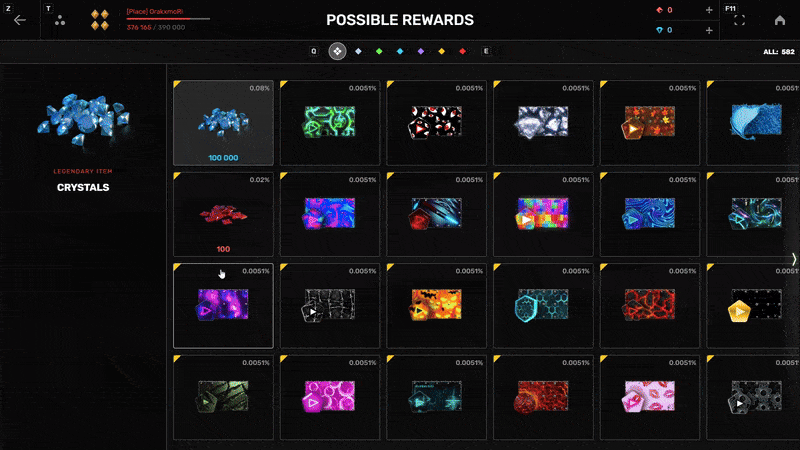 Z
T
[Place] GrakxmoRi
376 165 / 390 000
POSSIBLE REWARDS
0
0
F11
Q
E
ALL: 582
LEGENDARY ITEM
CRYSTALS
0.08% 0.0051% 0.0051% 0.0051% 0.0051% 0.0051%
100 000
0.02% 0.0051% 0.0051% 0.0051% 0.0051% 0.0051%
100
0.0051% 0.0051% 0.0051% 0.0051% 0.0051% 0.0051%
0.0051% 0.0051% 0.0051% 0.0051% 0.0051% 0.0051%